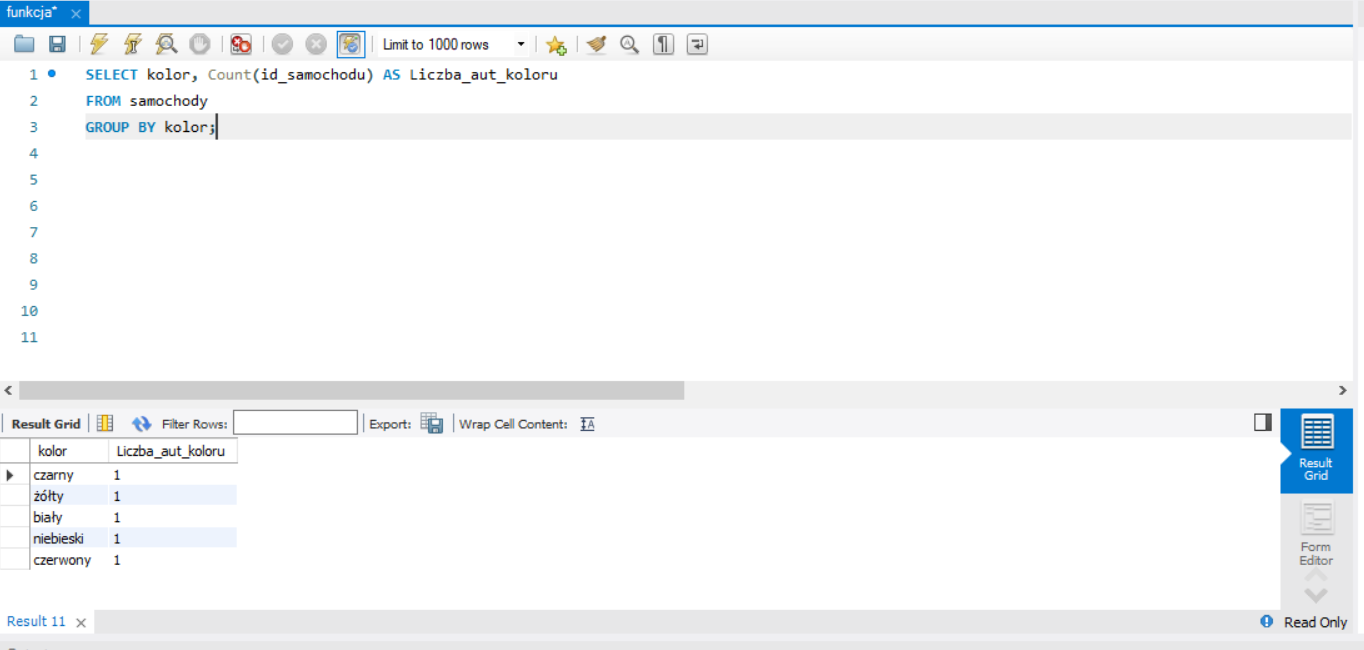 funkcja*
Limit to 1000 rows
1 SELECT kolor, Count(id_samochodu) AS Liczba_aut_koloru
2 FROM samochody
3 GROUP BY kolor;
4
5
6
7
8
9
10
11
Result Grid Filter Rows: Export: Wrap Cell Content:
kolor Liczba_aut_koloru
czarny 1
żółty 1
biały 1
niebieski 1
czerwony 1
Result
Grid
Form
Editor
Result 11 Read Only